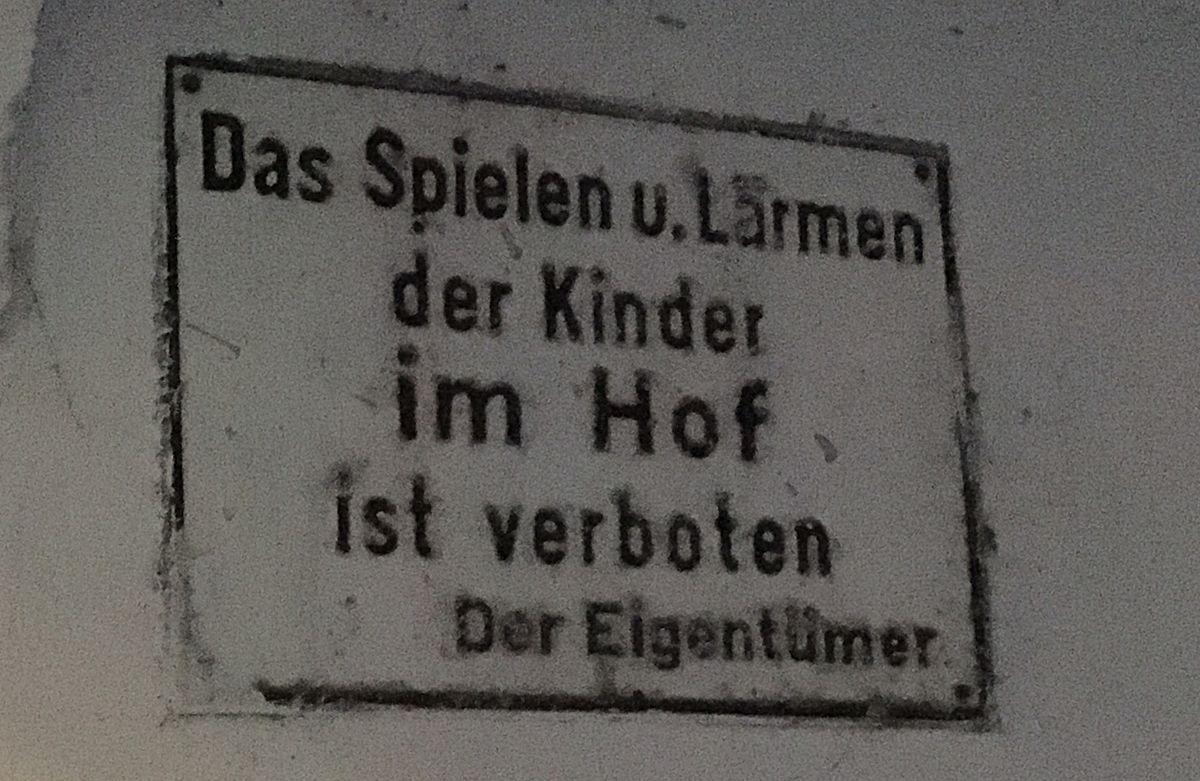 Das Spielen u. Lärmen
der Kinder
im Hof
ist verboten
Der Eigentümer.